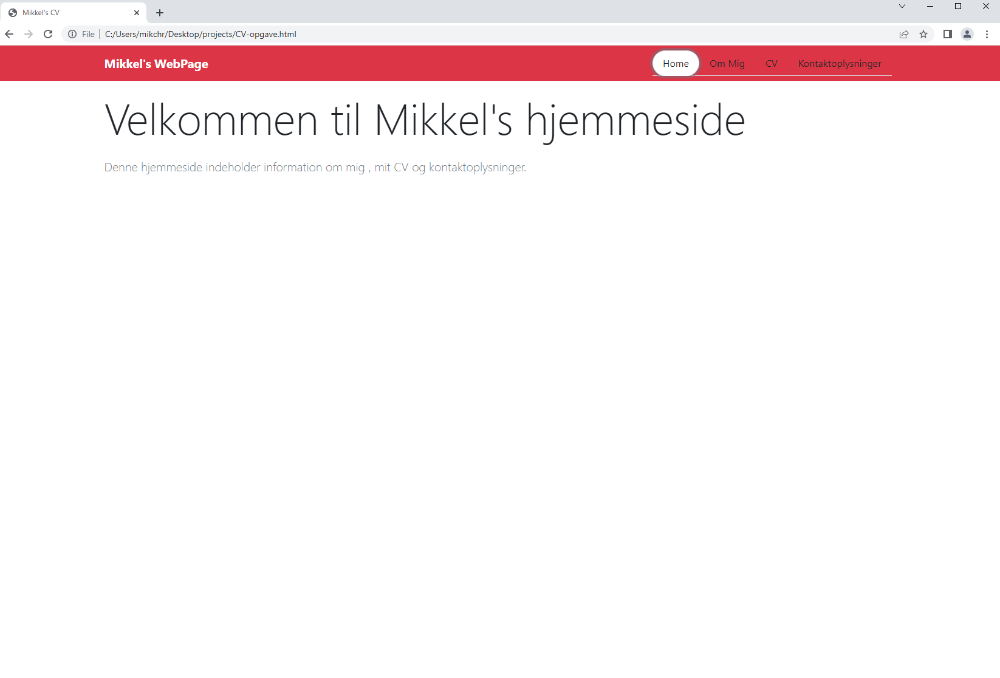 Mikkel's CV
File C:/Users/mikchr/Desktop/projects/CV-opgave.html
Mikkel's WebPage
Home Om Mig CV Kontaktoplysninger
Velkommen til Mikkel's hjemmeside
Denne hjemmeside indeholder information om mig , mit CV og kontaktoplysninger.